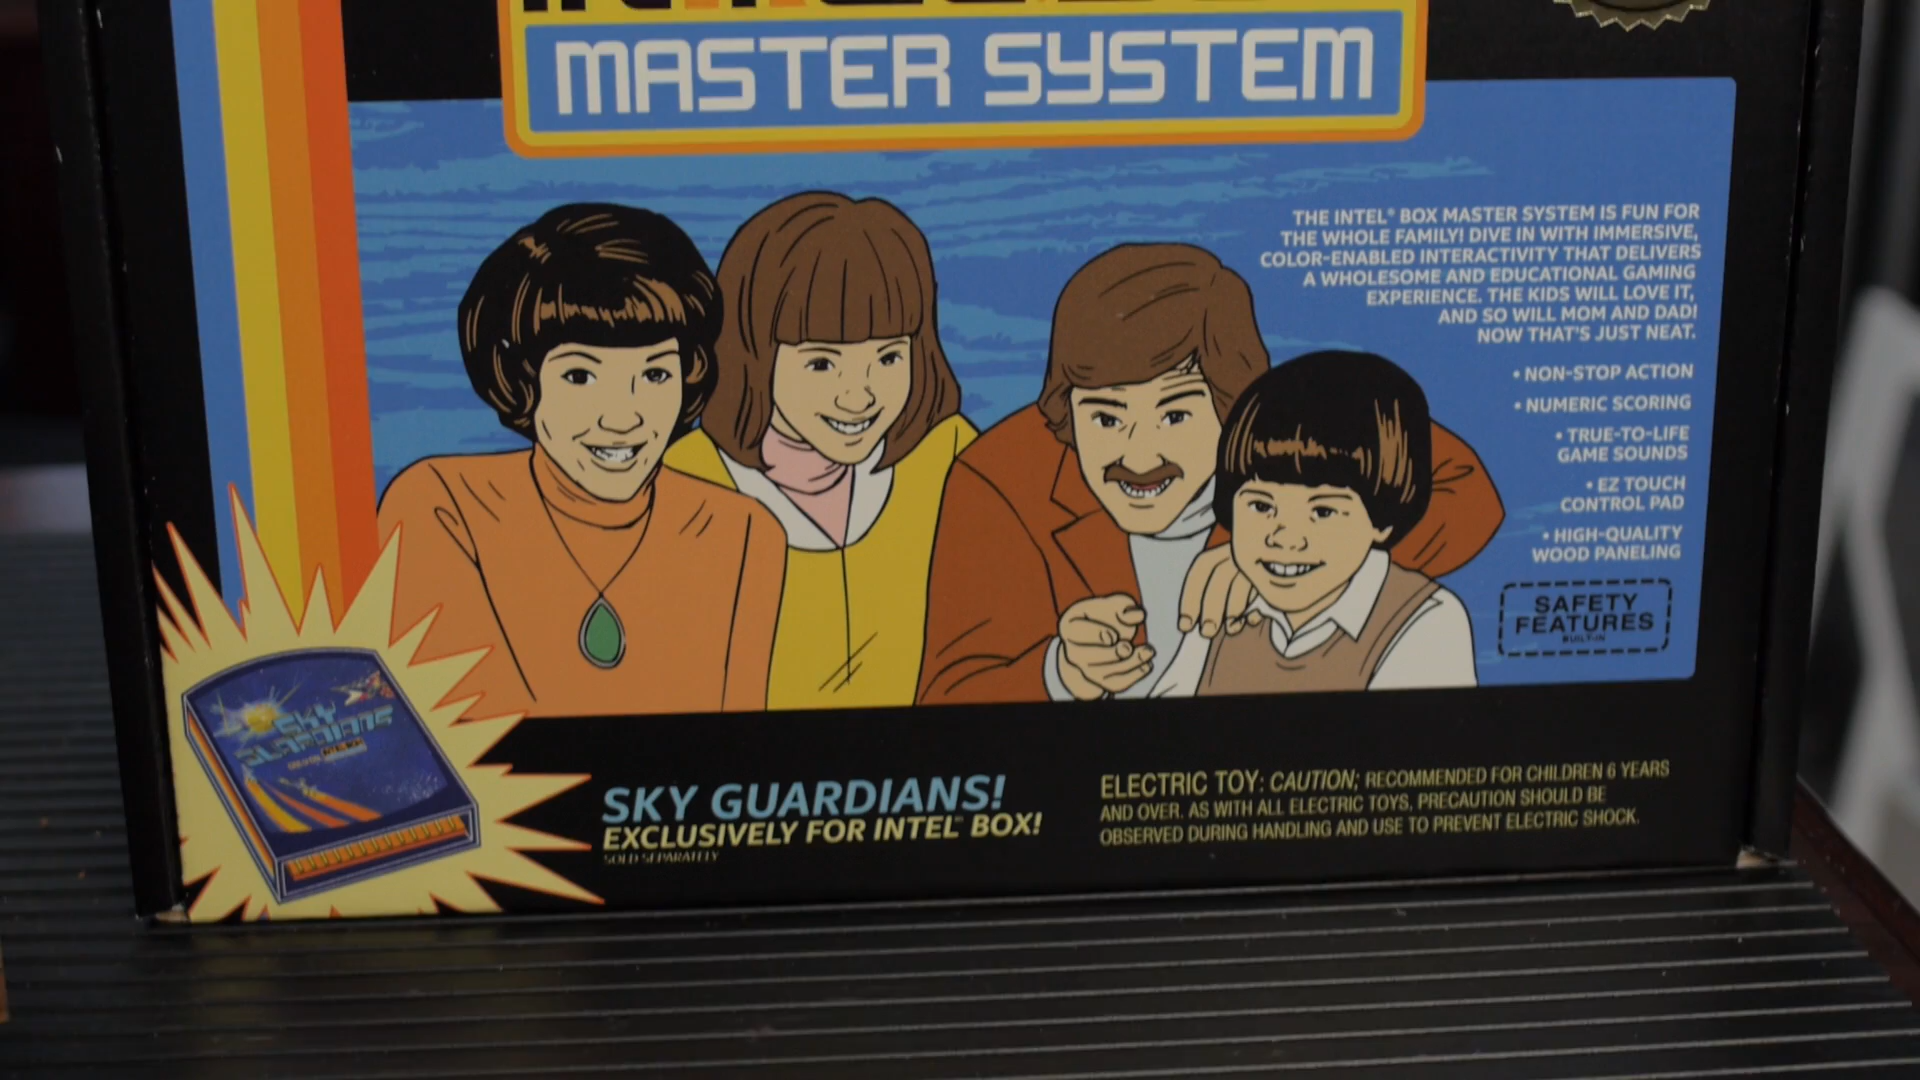 MASTER SYSTEM
THE INTEL® BOX MASTER SYSTEM IS FUN FOR
THE WHOLE FAMILY! DIVE IN WITH IMMERSIVE,
COLOR-ENABLED INTERACTIVITY THAT DELIVERS
A WHOLESOME AND EDUCATIONAL GAMING
EXPERIENCE. THE KIDS WILL LOVE IT,
AND SO WILL MOM AND DAD!
NOW THAT'S JUST NEAT.
• NON-STOP ACTION
• NUMERIC SCORING
• TRUE-TO-LIFE
GAME SOUNDS
• EZ TOUCH
CONTROL PAD
• HIGH-QUALITY
WOOD PANELING
SAFETY
FEATURES
BUILT-IN
SKY
GUARDIANS
SKY GUARDIANS!
EXCLUSIVELY FOR INTEL® BOX!
SOLD SEPARATELY
ELECTRIC TOY: CAUTION; RECOMMENDED FOR CHILDREN 6 YEARS
AND OVER. AS WITH ALL ELECTRIC TOYS, PRECAUTION SHOULD BE
OBSERVED DURING HANDLING AND USE TO PREVENT ELECTRIC SHOCK.